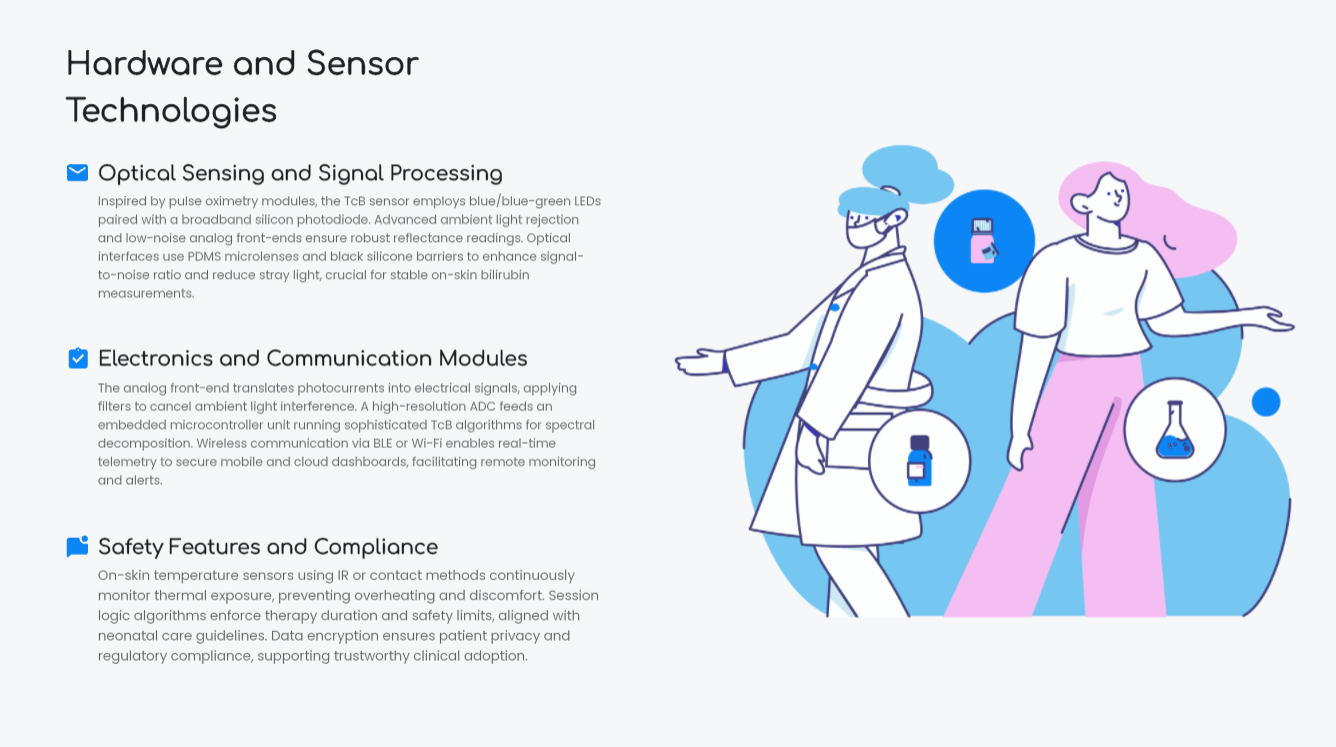 Hardware and Sensor
Technologies
Optical Sensing and Signal Processing
Inspired by pulse oximetry modules, the TcB sensor employs blue/blue-green LEDs
paired with a broadband silicon photodiode. Advanced ambient light rejection
and low-noise analog front-ends ensure robust reflectance readings. Optical
interfaces use PDMS microlenses and black silicone barriers to enhance signal-
to-noise ratio and reduce stray light, crucial for stable on-skin bilirubin
measurements.
Electronics and Communication Modules
The analog front-end translates photocurrents into electrical signals, applying
filters to cancel ambient light interference. A high-resolution ADC feeds an
embedded microcontroller unit running sophisticated TcB algorithms for spectral
decomposition. Wireless communication via BLE or Wi-Fi enables real-time
telemetry to secure mobile and cloud dashboards, facilitating remote monitoring
and alerts.
Safety Features and Compliance
On-skin temperature sensors using IR or contact methods continuously
monitor thermal exposure, preventing overheating and discomfort. Session
logic algorithms enforce therapy duration and safety limits, aligned with
neonatal care guidelines. Data encryption ensures patient privacy and
regulatory compliance, supporting trustworthy clinical adoption.